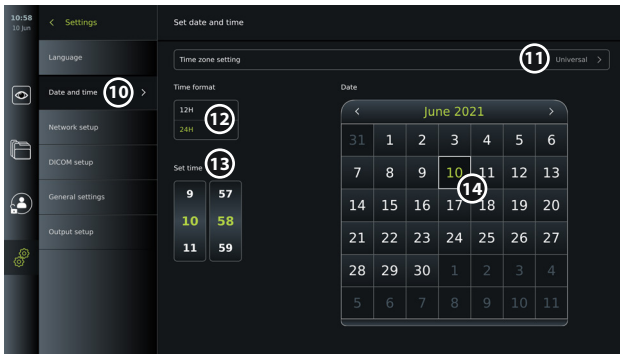 10:58
10 Jun
Settings
Set date and time
Language
Date and time 10
Network setup
DICOM setup
General settings
Output setup
Time zone setting 11 Universal
Time format
12H
24H
12
Set time 13
9 57
10 58
11 59
Date
June 2021
31 1 2 3 4 5 6
7 8 9 10 11 12 13
14
14 15 16 17 18 19 20
21 22 23 24 25 26 27
28 29 30 1 2 3 4
5 6 7 8 9 10 11